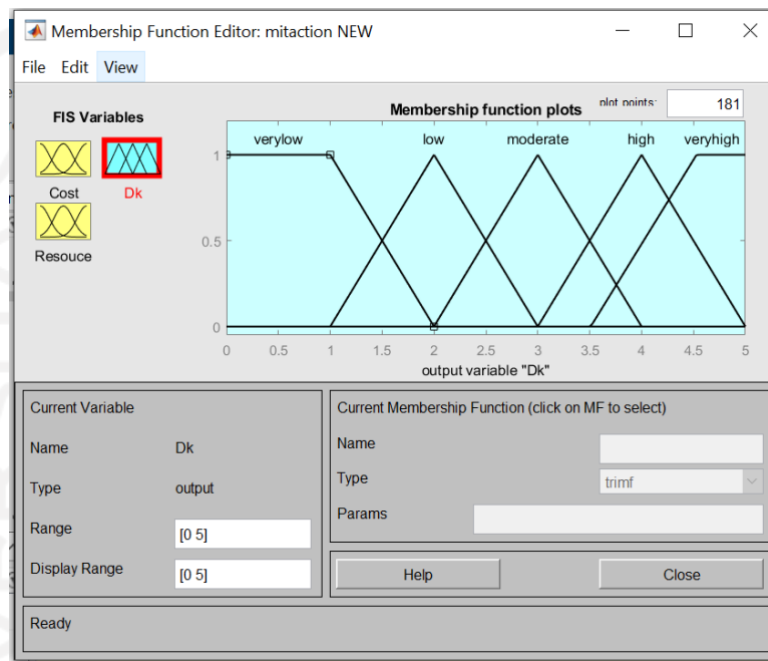 Membership Function Editor: mitaction NEW
File Edit View
FIS Variables
Membership function plots
plot points:
181
verylow low moderate high veryhigh
Cost
Dk
Resouce
1
0.5
0
0 0.5 1 1.5 2 2.5 3 3.5 4 4.5 5
output variable "Dk"
Current Variable
Name Dk
Type output
Range [0 5]
Display Range [0 5]
Current Membership Function (click on MF to select)
Name
Type trimf
Params
Help Close
Ready